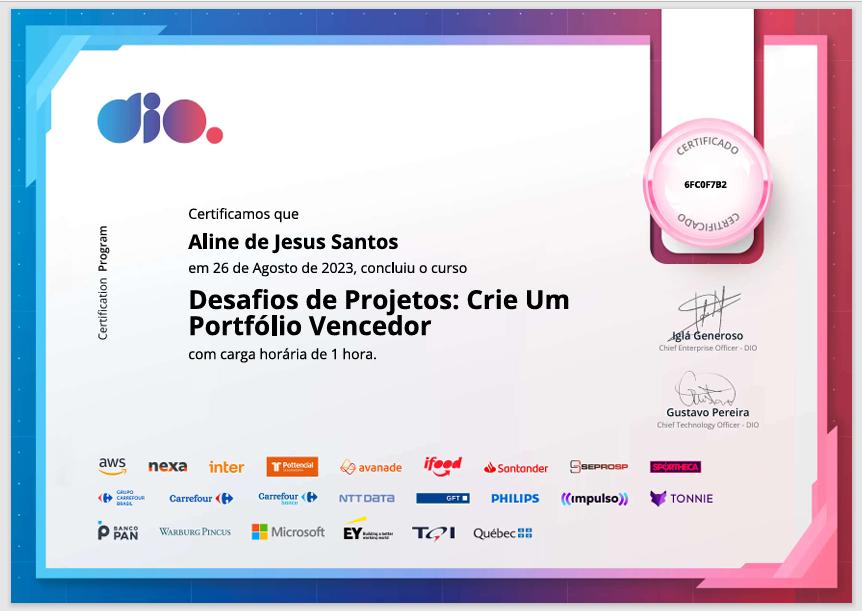 dio.
CERTIFICADO
6FC0F7B2
CERTIFICADO
Certification Program
Certificamos que
Aline de Jesus Santos
em 26 de Agosto de 2023, concluiu o curso
Desafios de Projetos: Crie Um
Portfólio Vencedor
com carga horária de 1 hora.
Iglá Generoso
Chief Enterprise Officer - DIO
Gustavo Pereira
Chief Technology Officer - DIO
aws nexa inter Pottencial avanade ifood Santander SEPROSP SPORTHECA
GRUPO CARREFOUR BRASIL Carrefour Carrefour banco NTT DATA GFT PHILIPS impulso TONNIE
BANCO PAN WARBURG PINCUS Microsoft EY Building a better working world Québec